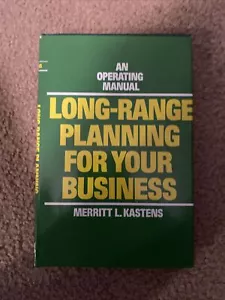 AN
OPERATING
MANUAL
LONG-RANGE
PLANNING
FOR YOUR
BUSINESS
MERRITT L. KASTENS